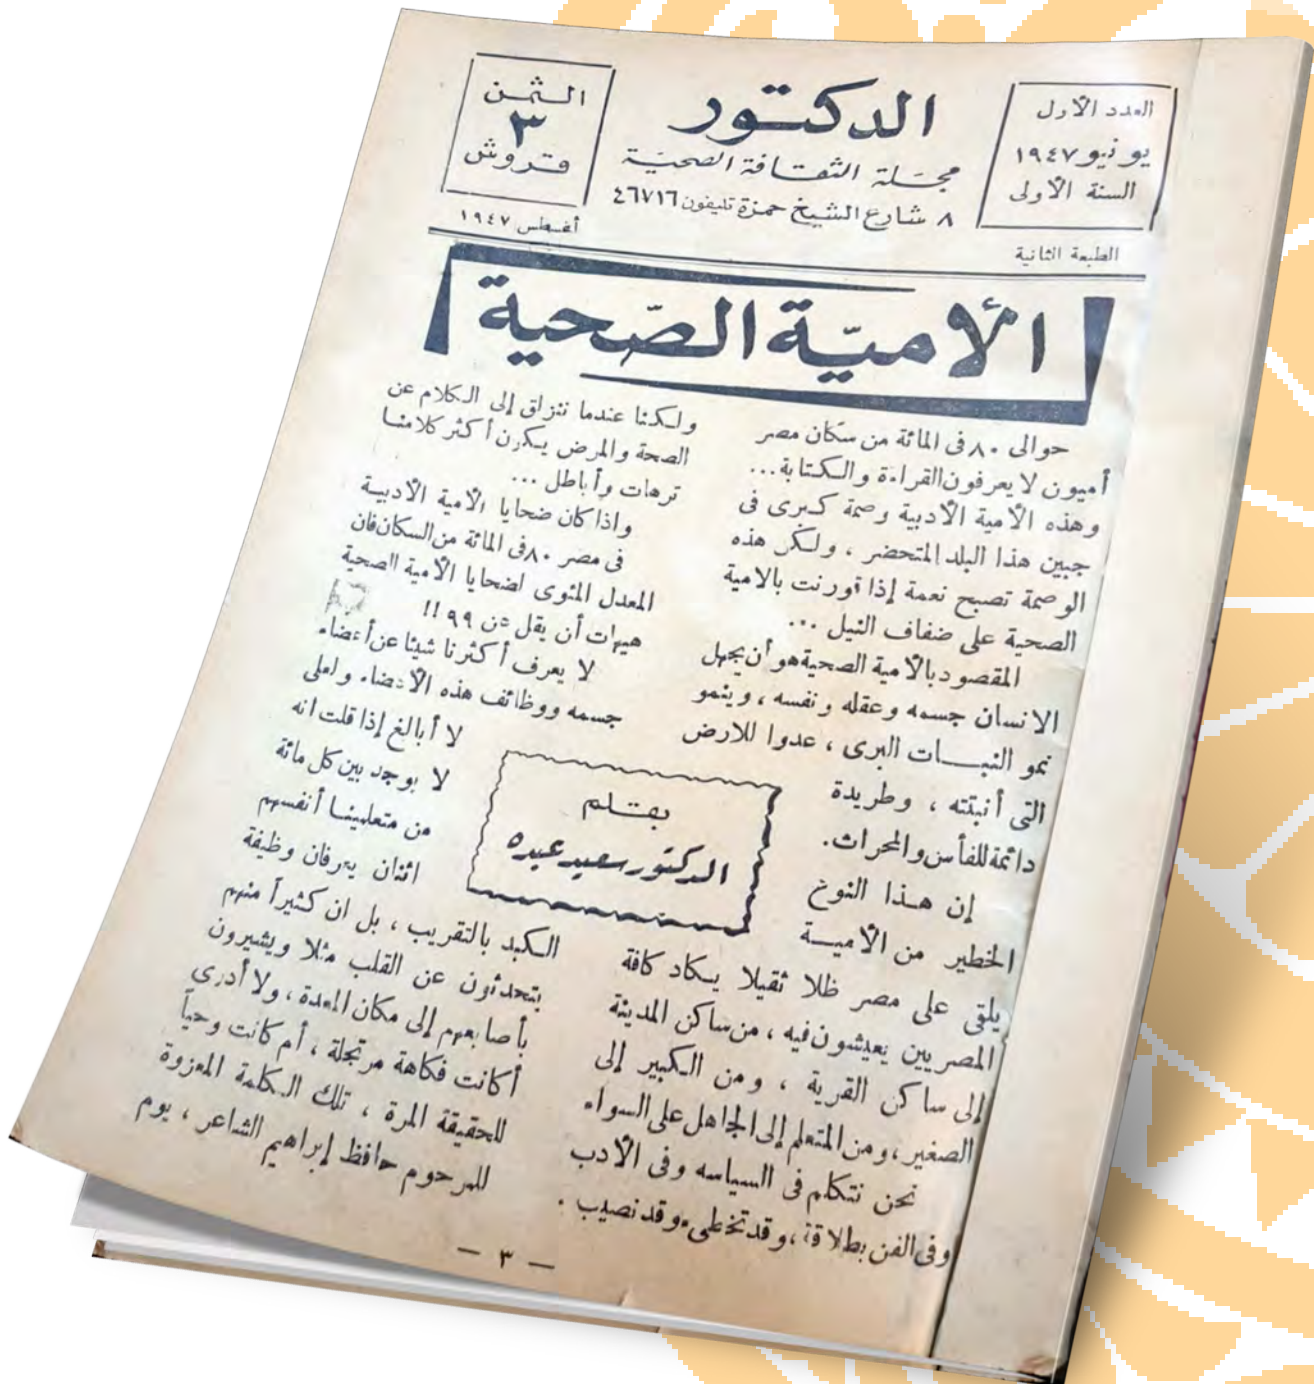 العدد الأول
يونيو ١٩٤٧
السنة الأولى
الدكتور
مجلة الثقافة الصحية
٨ شارع الشيخ حمزة تليفون ٤٦٧١٦
الثمن
٣
قروش
الطبعة الثانية
أغسطس ١٩٤٧
الأميّة الصّحية
حوالى ٨٠ فى المائة من سكان مصر
أميون لا يعرفون القراءة والكتابة...
وهذه الأمية الأدبية وصمة كبرى فى
جبين هذا البلد المتحضر ، ولكن هذه
الوصمة تصبح نعمة إذا قورنت بالامية
الصحية على ضفاف النيل ...
المقصود بالأمية الصحية هو أن يجهل
الانسان جسمه وعقله ونفسه ، وينمو
نمو النبات البرى ، عدوا للارض
التى أنبتته ، وطريدة
دائمة للفأس والمحراث.
إن هذا النوع
الخطير من الأمية
يلقى على مصر ظلا ثقيلا يكاد كافة
المصريين يعيشون فيه ، من ساكن المدينة
إلى ساكن القرية ، ومن الكبير إلى
الصغير ، ومن المتعلم إلى الجاهل على السواء
نحن نتكلم فى السياسه وفى الأدب
وفى الفن بطلاقة ، وقد تخطىء وقد نصيب .
بقلم
الدكتور سعيد عبده
ولكننا عندما ننزلق إلى الكلام عن
الصحة والمرض يكون أكثر كلامنا
ترهات وأباطل ...
واذا كان ضحايا الأمية الأدبية
فى مصر ٨٠ فى المائة من السكان فان
المعدل المئوى لضحايا الأمية الصحية
هيهات أن يقل عن ٩٩ !!
لا يعرف أكثرنا شيئا عن أعضاء
جسمه ووظائف هذه الأعضاء ولعلى
لا أبالغ إذا قلت انه
لا يوجد بين كل مائة
من متعلمينا أنفسهم
اثنان يعرفان وظيفة
الكبد بالتقريب ، بل ان كثيراً منهم
يتحدثون عن القلب مثلا ويشيرون
بأصابعهم إلى مكان المعدة ، ولا أدرى
أكانت فكاهة مرتجلة ، أم كانت وحياً
للحقيقة المرة ، تلك الكلمة المعزوة
للمرحوم حافظ إبراهيم الشاعر ، يوم
— ٣ —